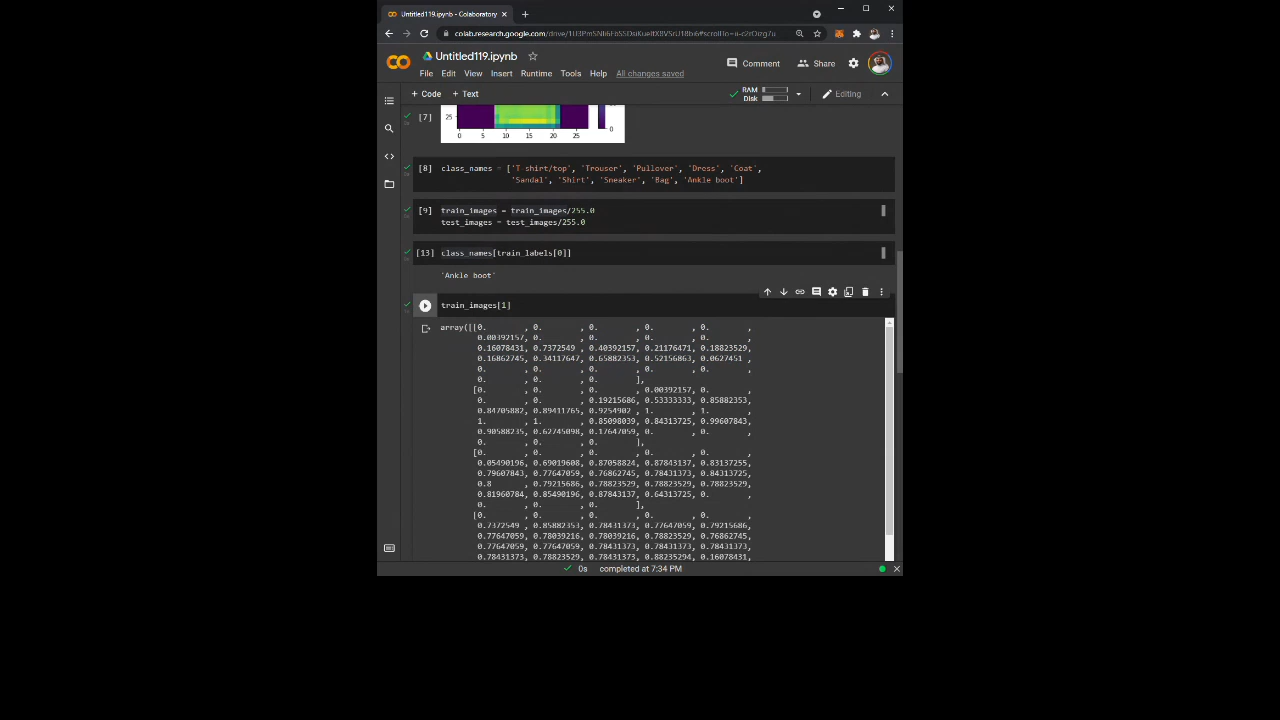 Untitled119.ipynb - Colaboratory
Untitled119.ipynb
File Edit View Insert Runtime Tools Help All changes saved
Comment Share
+ Code + Text
RAM
Disk
Editing
[7]
25
0
0 5 10 15 20 25
[8] class_names = ['T-shirt/top', 'Trouser', 'Pullover', 'Dress', 'Coat',
'Sandal', 'Shirt', 'Sneaker', 'Bag', 'Ankle boot']
[9] train_images = train_images/255.0
test_images = test_images/255.0
[13] class_names[train_labels[0]]
'Ankle boot'
train_images[1]
array([[0. , 0. , 0. , 0. , 0. ,
0.00392157, 0. , 0. , 0. , 0. ,
0.16078431, 0.7372549 , 0.40392157, 0.21176471, 0.18823529,
0.16862745, 0.34117647, 0.65882353, 0.52156863, 0.0627451 ,
0. , 0. , 0. , 0. , 0. ,
0. , 0. , 0. ],
[0. , 0. , 0. , 0.00392157, 0. ,
0. , 0. , 0.19215686, 0.53333333, 0.85882353,
0.84705882, 0.89411765, 0.9254902 , 1. , 1. ,
1. , 1. , 0.85098039, 0.84313725, 0.99607843,
0.90588235, 0.62745098, 0.17647059, 0. , 0. ,
0. , 0. , 0. ],
[0. , 0. , 0. , 0. , 0. ,
0.05490196, 0.69019608, 0.87058824, 0.87843137, 0.83137255,
0.79607843, 0.77647059, 0.76862745, 0.78431373, 0.84313725,
0.8 , 0.79215686, 0.78823529, 0.78823529, 0.78823529,
0.81960784, 0.85490196, 0.87843137, 0.64313725, 0. ,
0. , 0. , 0. ],
[0. , 0. , 0. , 0. , 0. ,
0.7372549 , 0.85882353, 0.78431373, 0.77647059, 0.79215686,
0.77647059, 0.78039216, 0.78039216, 0.78823529, 0.76862745,
0.77647059, 0.77647059, 0.78431373, 0.78431373, 0.78431373,
0.78431373, 0.78823529, 0.78431373, 0.88235294, 0.16078431,
0s completed at 7:34 PM